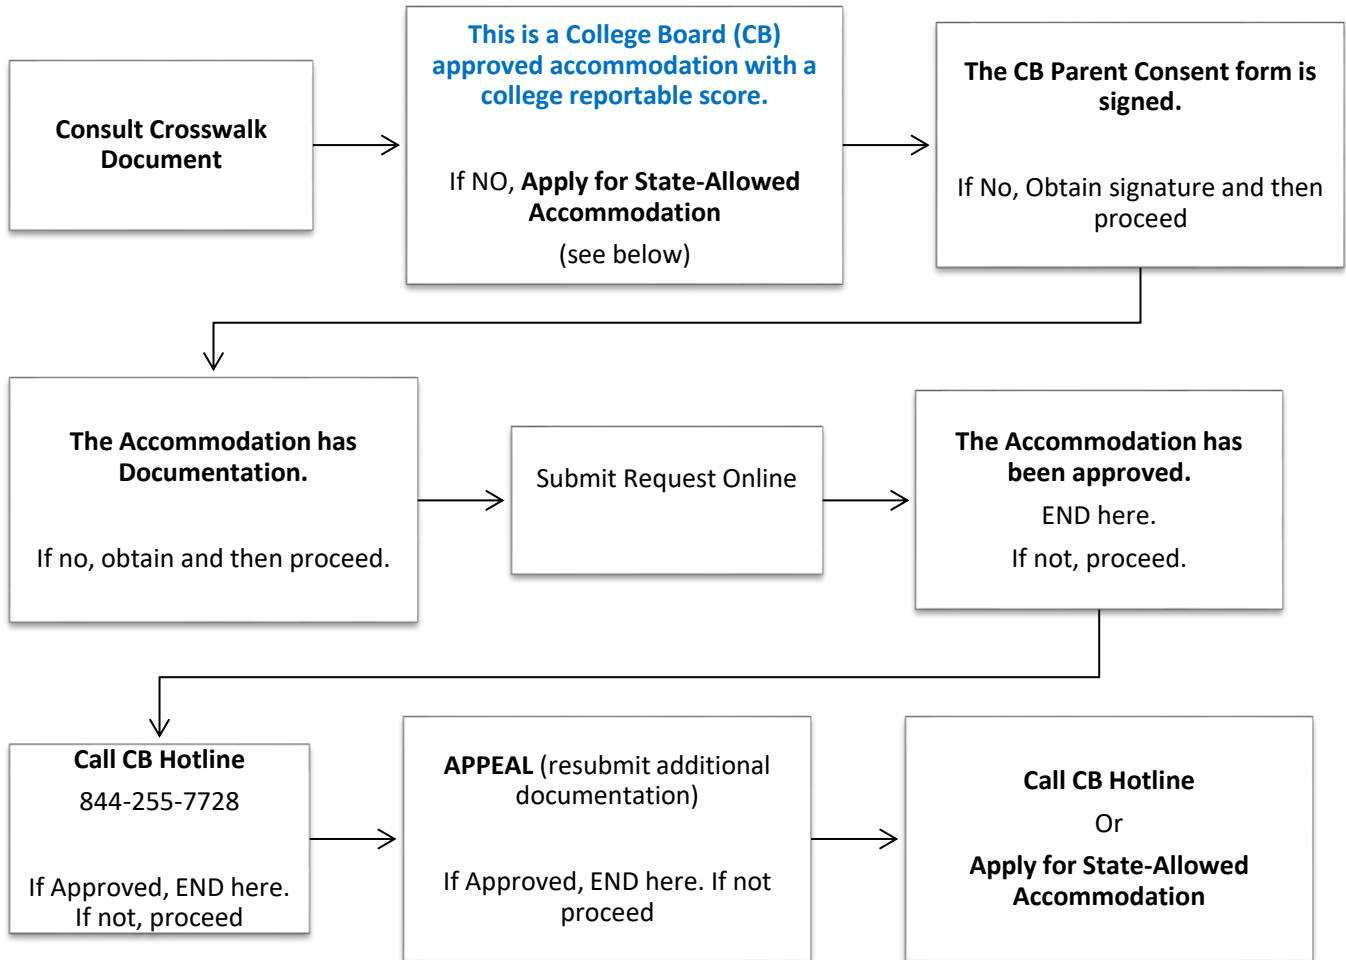 Consult Crosswalk
Document
This is a College Board (CB)
approved accommodation with a
college reportable score.
If NO, Apply for State-Allowed
Accommodation
(see below)
The CB Parent Consent form is
signed.
If No, Obtain signature and then
proceed
The Accommodation has
Documentation.
If no, obtain and then proceed.
Submit Request Online
The Accommodation has
been approved.
END here.
If not, proceed.
Call CB Hotline
844-255-7728
If Approved, END here.
If not, proceed
APPEAL (resubmit additional
documentation)
If Approved, END here. If not
proceed
Call CB Hotline
Or
Apply for State-Allowed
Accommodation